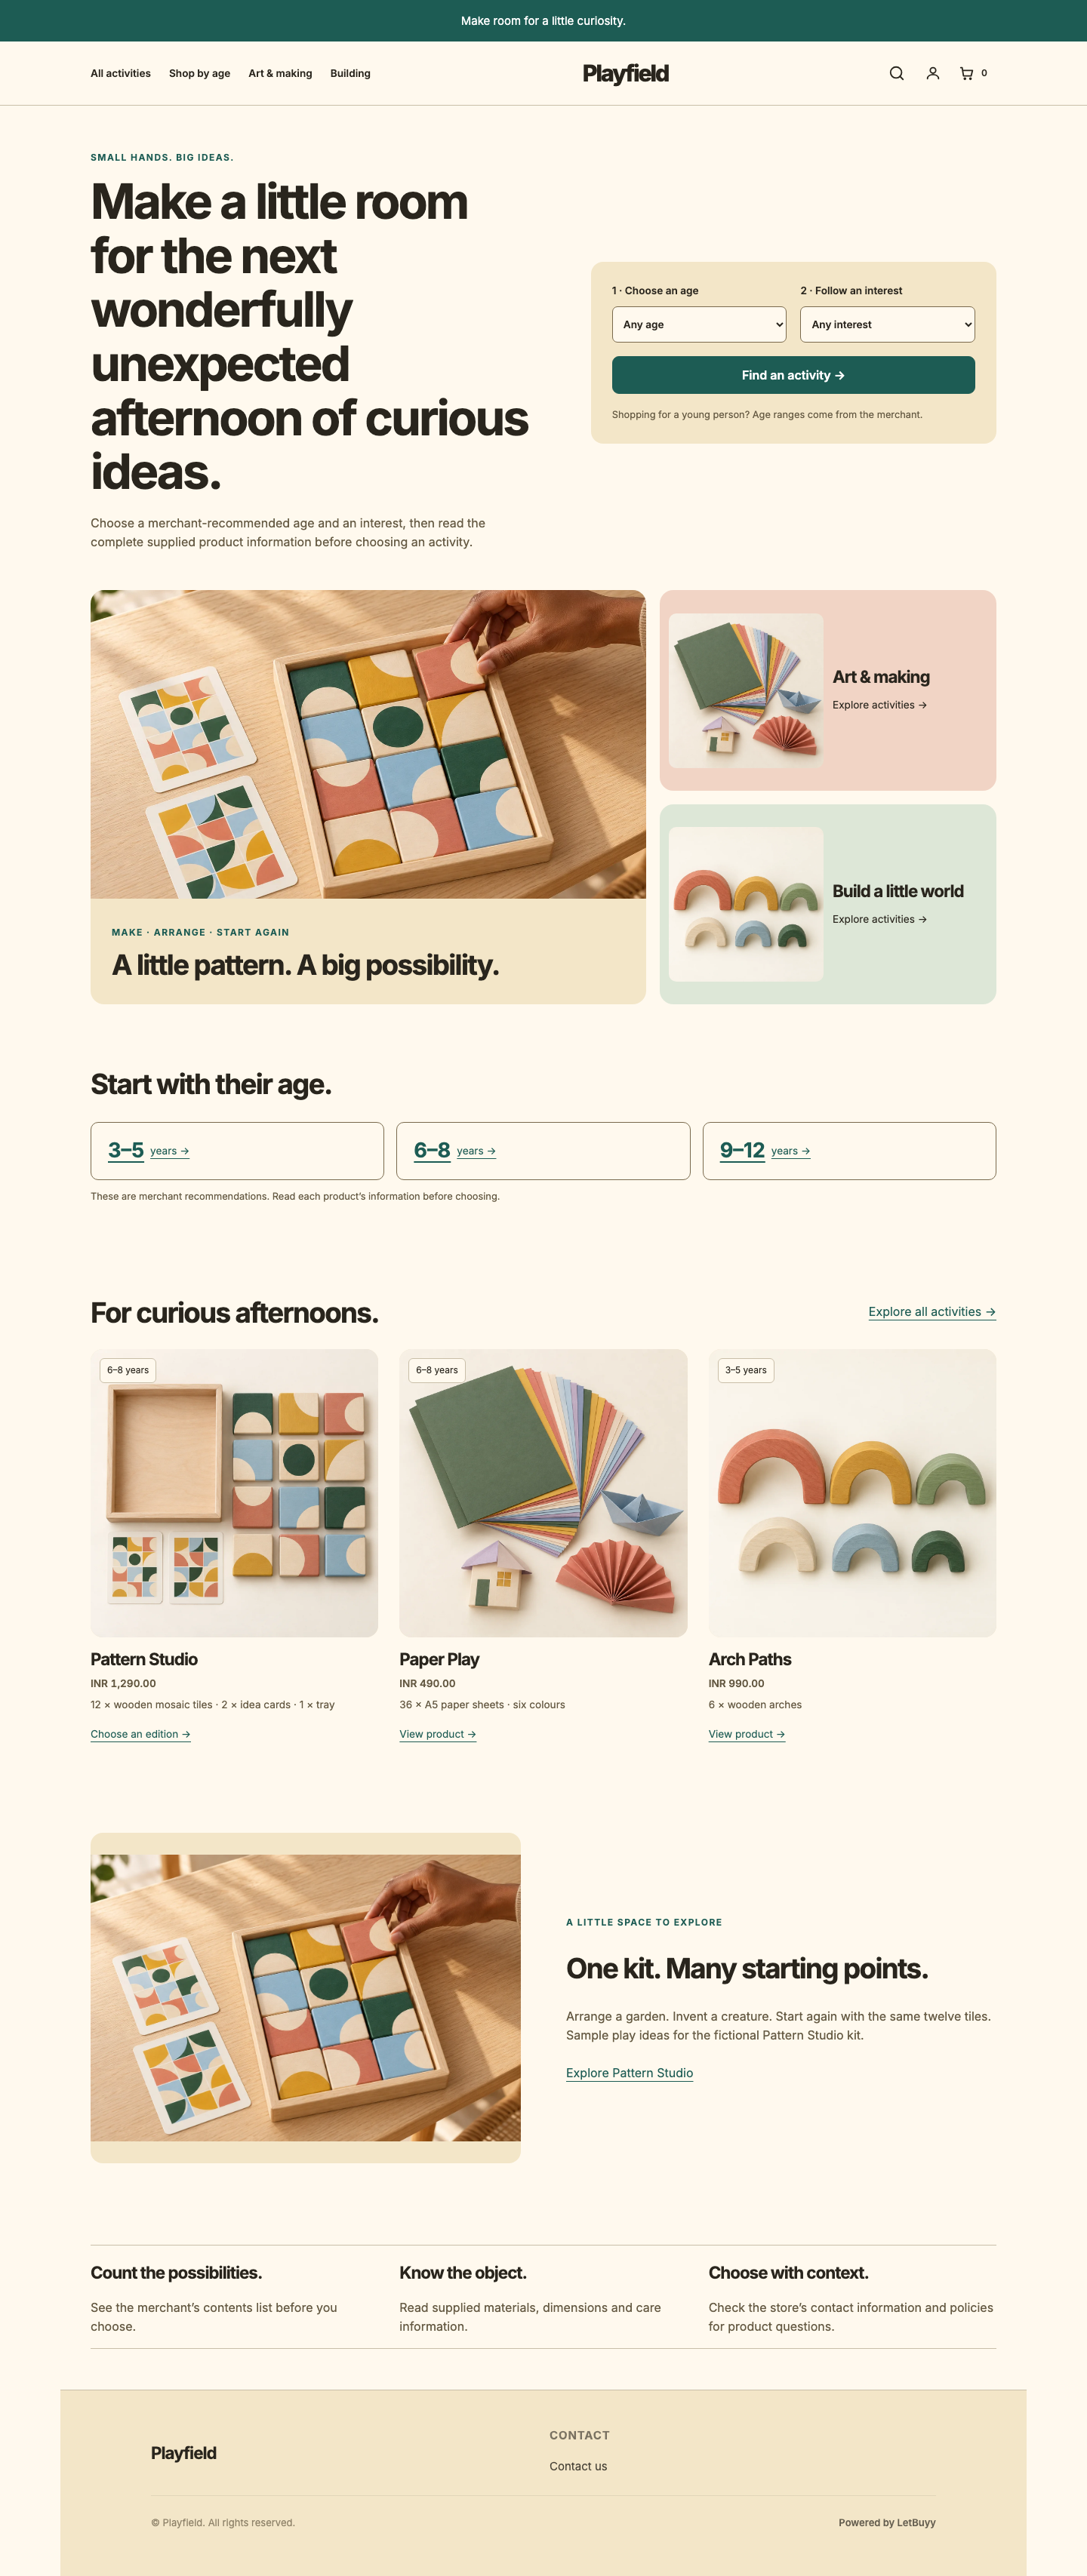 Make room for a little curiosity.
All activities
Shop by age
Art & making
Building
Playfield
0
SMALL HANDS. BIG IDEAS.
Make a little room
for the next
wonderfully
unexpected
afternoon of curious
ideas.
Choose a merchant-recommended age and an interest, then read the
complete supplied product information before choosing an activity.
1 · Choose an age
Any age
2 · Follow an interest
Any interest
Find an activity →
Shopping for a young person? Age ranges come from the merchant.
MAKE · ARRANGE · START AGAIN
A little pattern. A big possibility.
Art & making
Explore activities →
Build a little world
Explore activities →
Start with their age.
3–5 years →
6–8 years →
9–12 years →
These are merchant recommendations. Read each product's information before choosing.
For curious afternoons.
Explore all activities →
6–8 years
Pattern Studio
INR 1,290.00
12 × wooden mosaic tiles · 2 × idea cards · 1 × tray
Choose an edition →
6–8 years
Paper Play
INR 490.00
36 × A5 paper sheets · six colours
View product →
3–5 years
Arch Paths
INR 990.00
6 × wooden arches
View product →
A LITTLE SPACE TO EXPLORE
One kit. Many starting points.
Arrange a garden. Invent a creature. Start again with the same twelve tiles.
Sample play ideas for the fictional Pattern Studio kit.
Explore Pattern Studio
Count the possibilities.
See the merchant’s contents list before you
choose.
Know the object.
Read supplied materials, dimensions and care
information.
Choose with context.
Check the store’s contact information and policies
for product questions.
Playfield
CONTACT
Contact us
© Playfield. All rights reserved.
Powered by LetBuyy